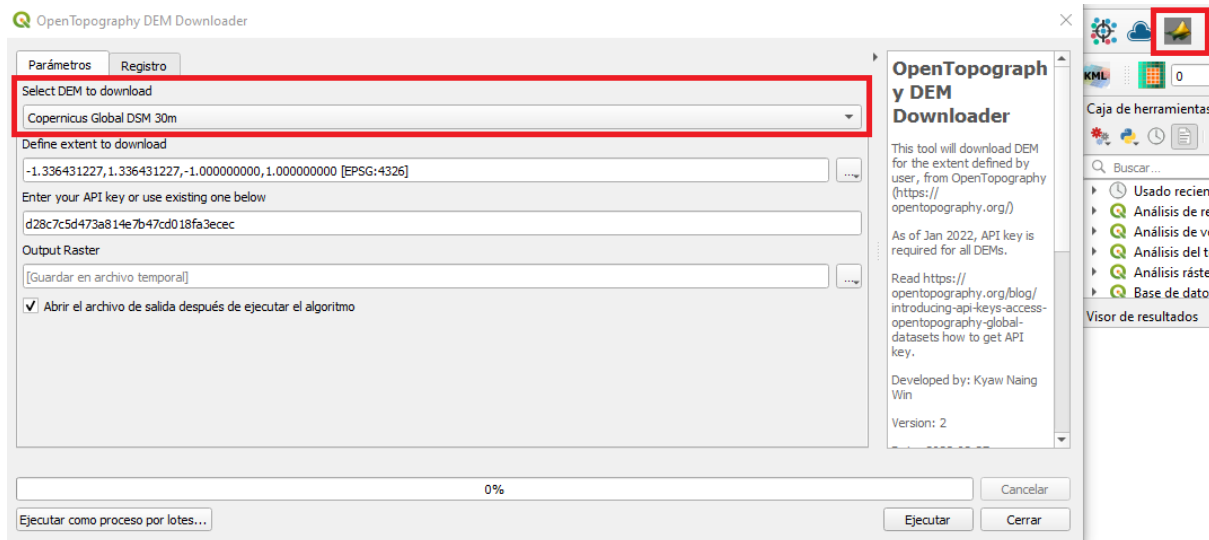 OpenTopography DEM Downloader
Parámetros
Registro
Select DEM to download
Copernicus Global DSM 30m
Define extent to download
-1.336431227,1.336431227,-1.000000000,1.000000000 [EPSG:4326]
...
Enter your API key or use existing one below
d28c7c5d473a814e7b47cd018fa3ecec
Output Raster
[Guardar en archivo temporal]
...
Abrir el archivo de salida después de ejecutar el algoritmo
OpenTopograph
y DEM
Downloader
This tool will download DEM
for the extent defined by
user, from OpenTopography
(https://
opentopography.org/)
As of Jan 2022, API key is
required for all DEMs.
Read https://
opentopography.org/blog/
introducing-api-keys-access-
opentopography-global-
datasets how to get API
key.
Developed by: Kyaw Naing
Win
Version: 2
0%
Cancelar
Ejecutar como proceso por lotes...
Ejecutar
Cerrar
KML
0
Caja de herramientas
Buscar...
Usado recien
Análisis de re
Análisis de v
Análisis del t
Análisis ráste
Base de dato
Visor de resultados